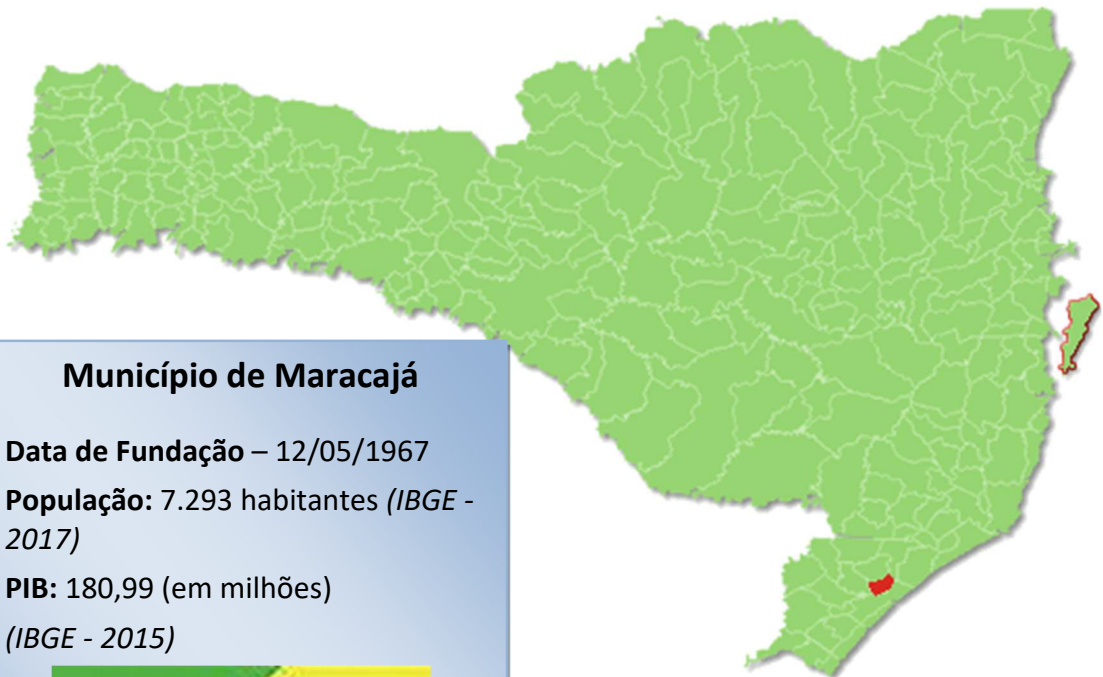 Município de Maracajá
Data de Fundação – 12/05/1967
População: 7.293 habitantes (IBGE -
2017)
PIB: 180,99 (em milhões)
(IBGE - 2015)